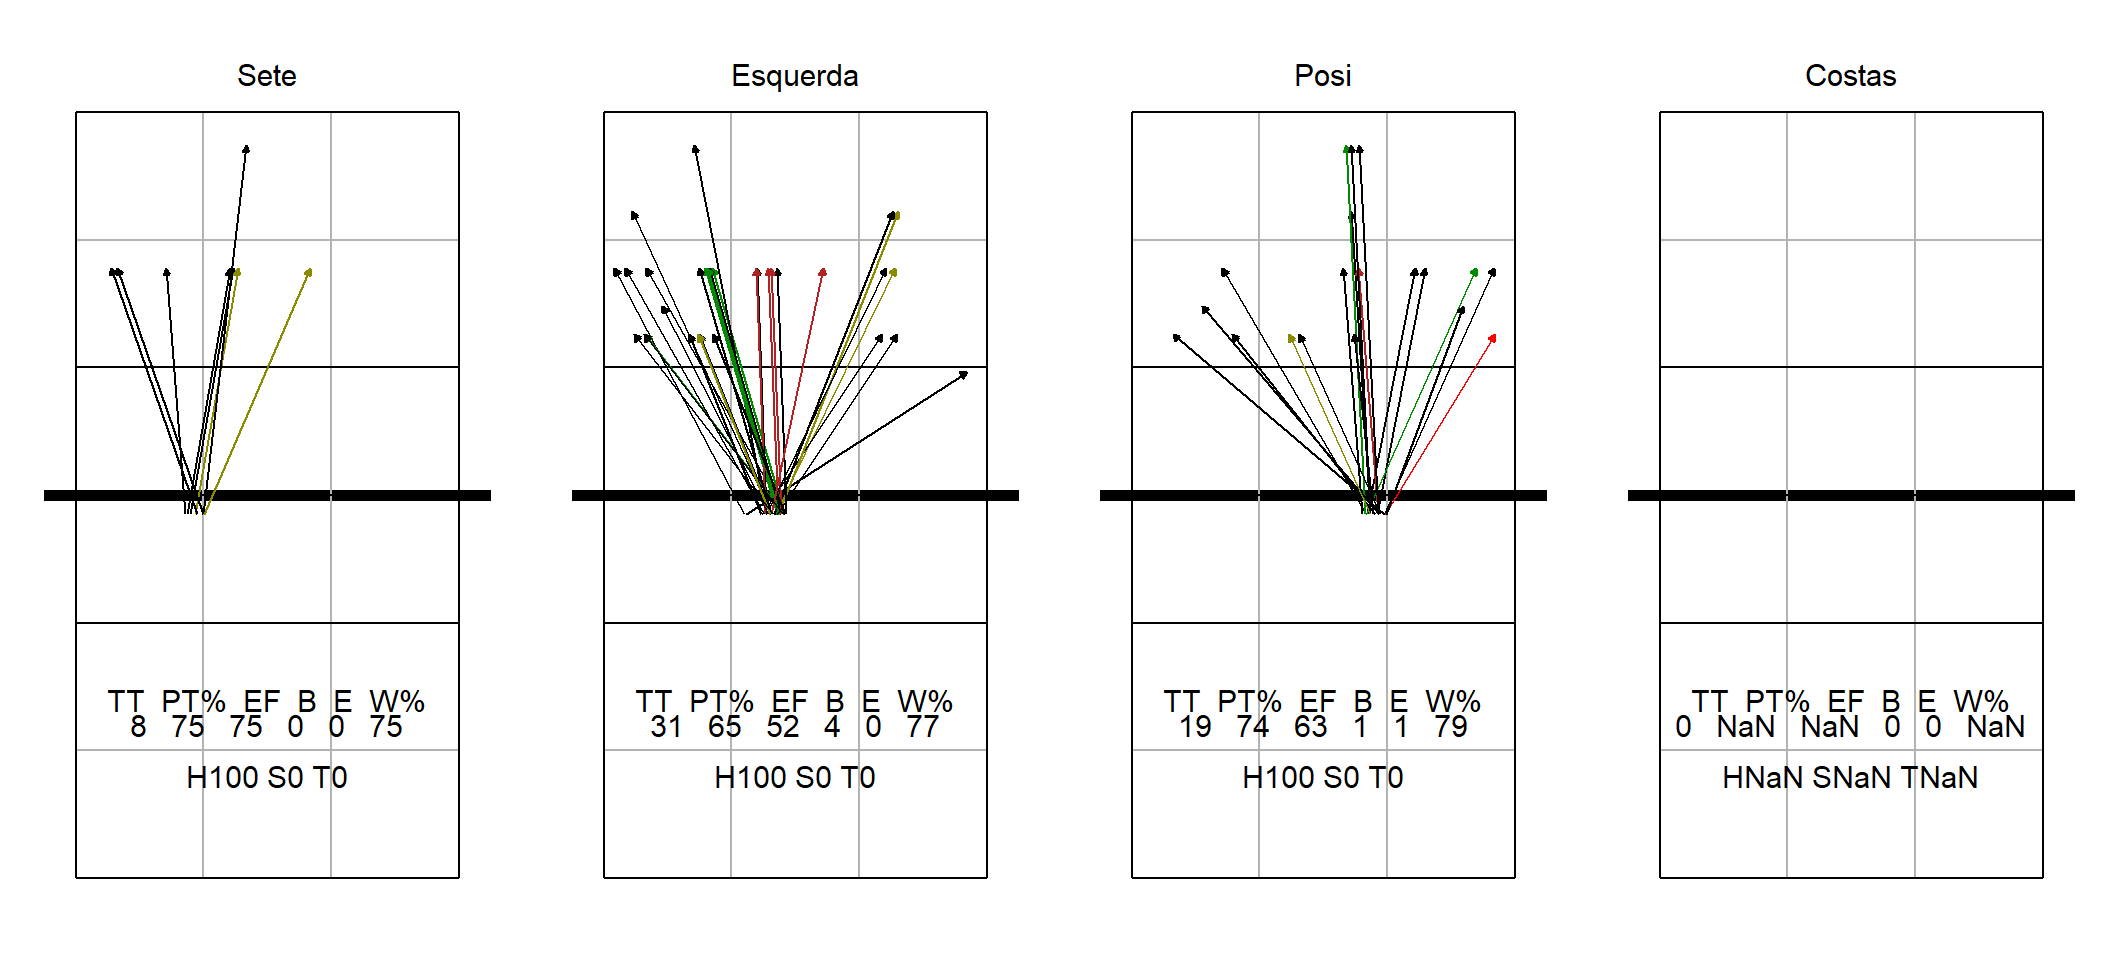 Sete
TT PT% EF B E W%
8 75 75 0 0 75
H100 S0 T0
Esquerda
TT PT% EF B E W%
31 65 52 4 0 77
H100 S0 T0
Posi
TT PT% EF B E W%
19 74 63 1 1 79
H100 S0 T0
Costas
TT PT% EF B E W%
0 NaN NaN 0 0 NaN
HNaN SNaN TNaN